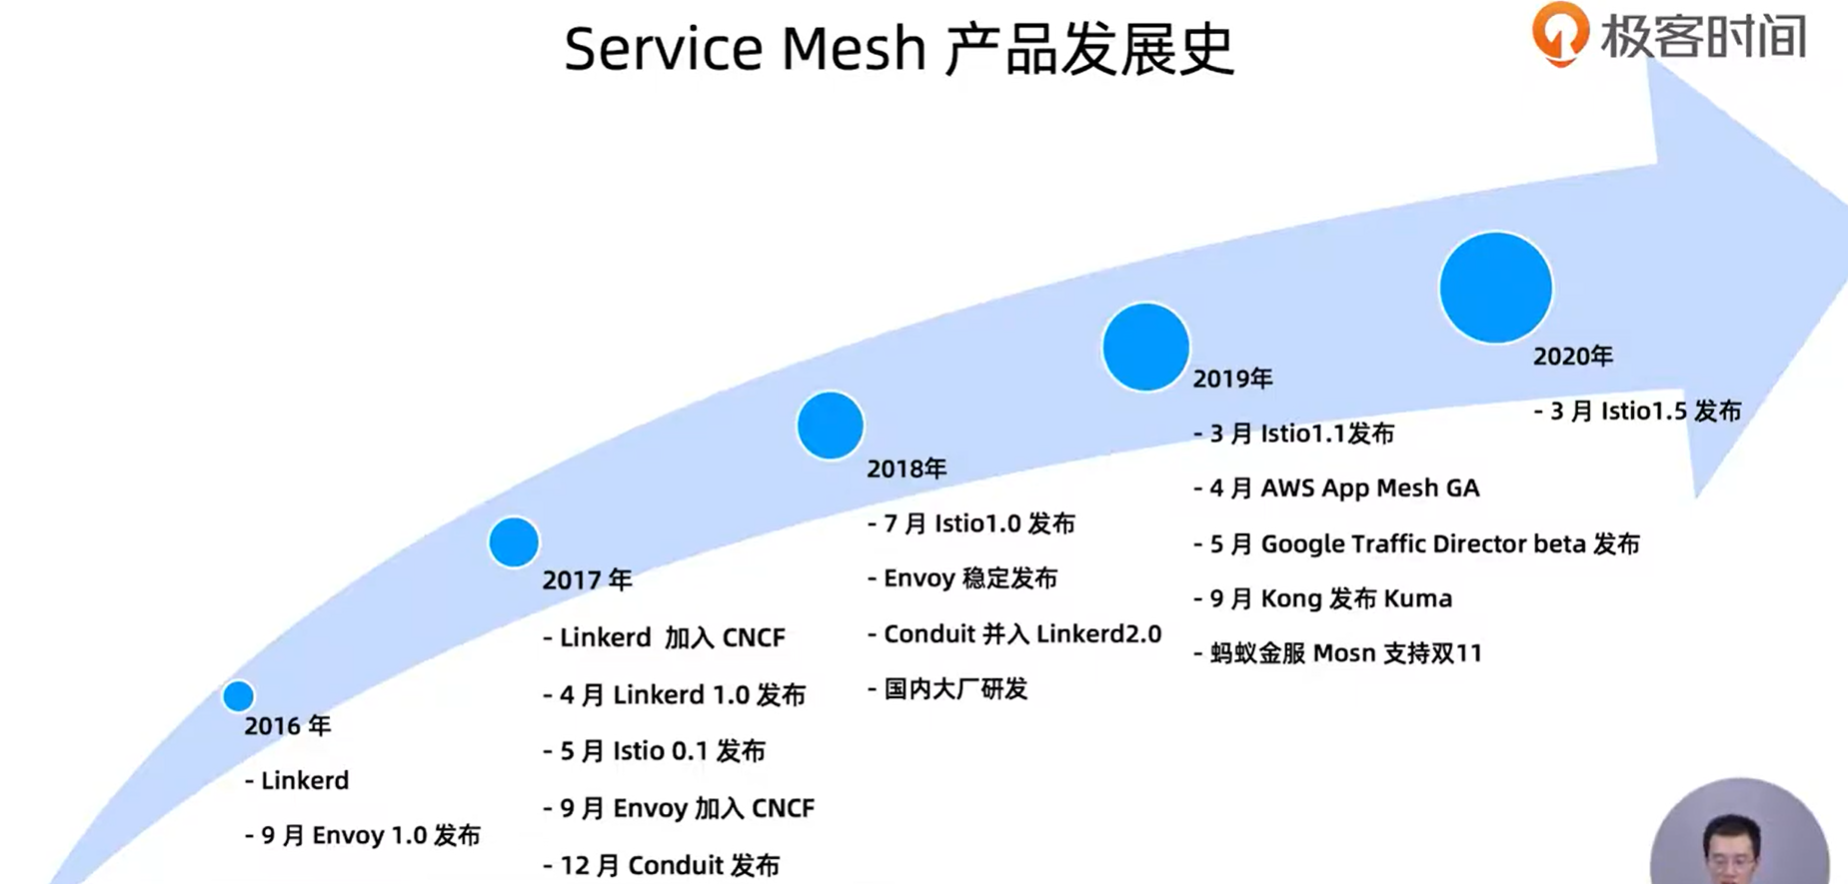 Service Mesh 产品发展史
极客时间
2016 年
- Linkerd
- 9 月 Envoy 1.0 发布
2017 年
- Linkerd 加入 CNCF
- 4 月 Linkerd 1.0 发布
- 5 月 Istio 0.1 发布
- 9 月 Envoy 加入 CNCF
- 12 月 Conduit 发布
2018年
- 7 月 Istio1.0 发布
- Envoy 稳定发布
- Conduit 并入 Linkerd2.0
- 国内大厂研发
2019年
- 3 月 Istio1.1发布
- 4 月 AWS App Mesh GA
- 5 月 Google Traffic Director beta 发布
- 9 月 Kong 发布 Kuma
- 蚂蚁金服 Mosn 支持双11
2020年
- 3 月 Istio1.5 发布